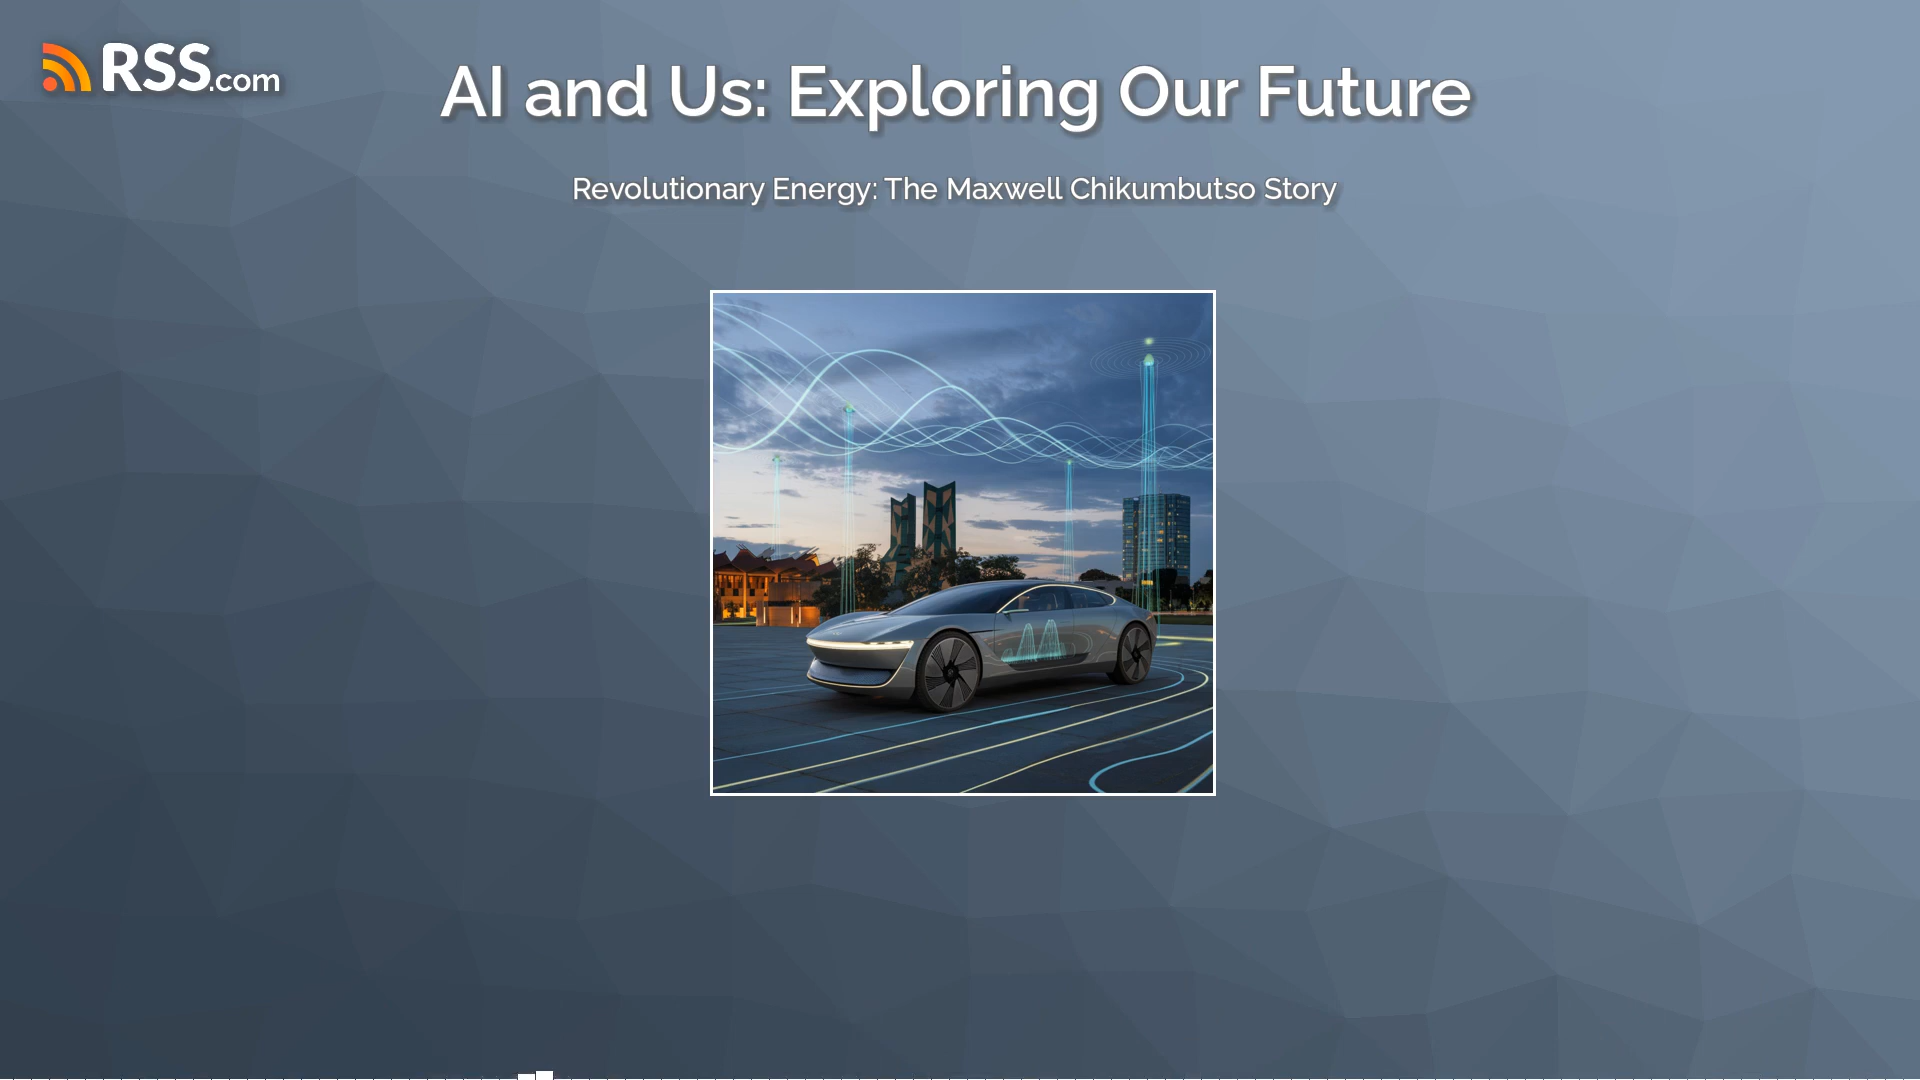 RSS.com
AI and Us: Exploring Our Future
Revolutionary Energy: The Maxwell Chikumbutso Story